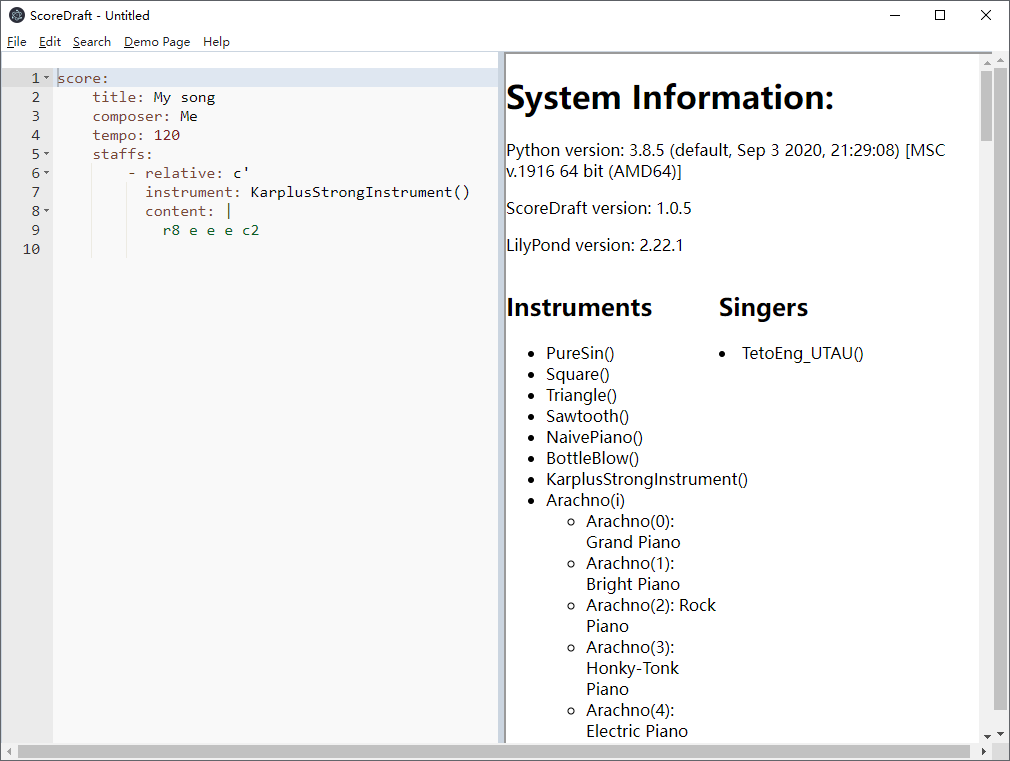 ScoreDraft - Untitled
File Edit Search Demo Page Help
1 score:
2 title: My song
3 composer: Me
4 tempo: 120
5 staffs:
6 - relative: c'
7 instrument: KarplusStrongInstrument()
8 content: |
9 r8 e e e c2
10
System Information:
Python version: 3.8.5 (default, Sep 3 2020, 21:29:08) [MSC
v.1916 64 bit (AMD64)]
ScoreDraft version: 1.0.5
LilyPond version: 2.22.1
Instruments
PureSin()
Square()
Triangle()
Sawtooth()
NaivePiano()
BottleBlow()
KarplusStrongInstrument()
Arachno(i)
Arachno(0):
Grand Piano
Arachno(1):
Bright Piano
Arachno(2): Rock
Piano
Arachno(3):
Honky-Tonk
Piano
Arachno(4):
Electric Piano
Singers
TetoEng_UTAU()